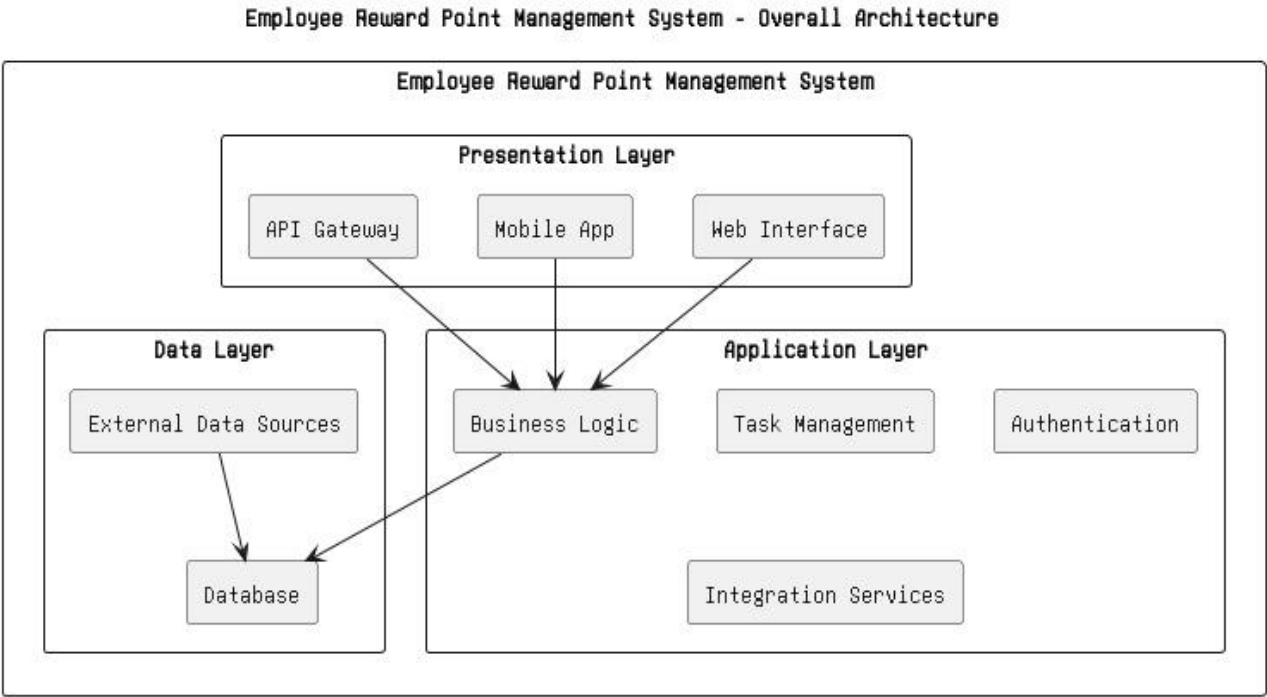 Employee Reward Point Management System - Overall Architecture
Employee Reward Point Management System
Presentation Layer
API Gateway
Mobile App
Web Interface
Data Layer
External Data Sources
Database
Application Layer
Business Logic
Task Management
Authentication
Integration Services